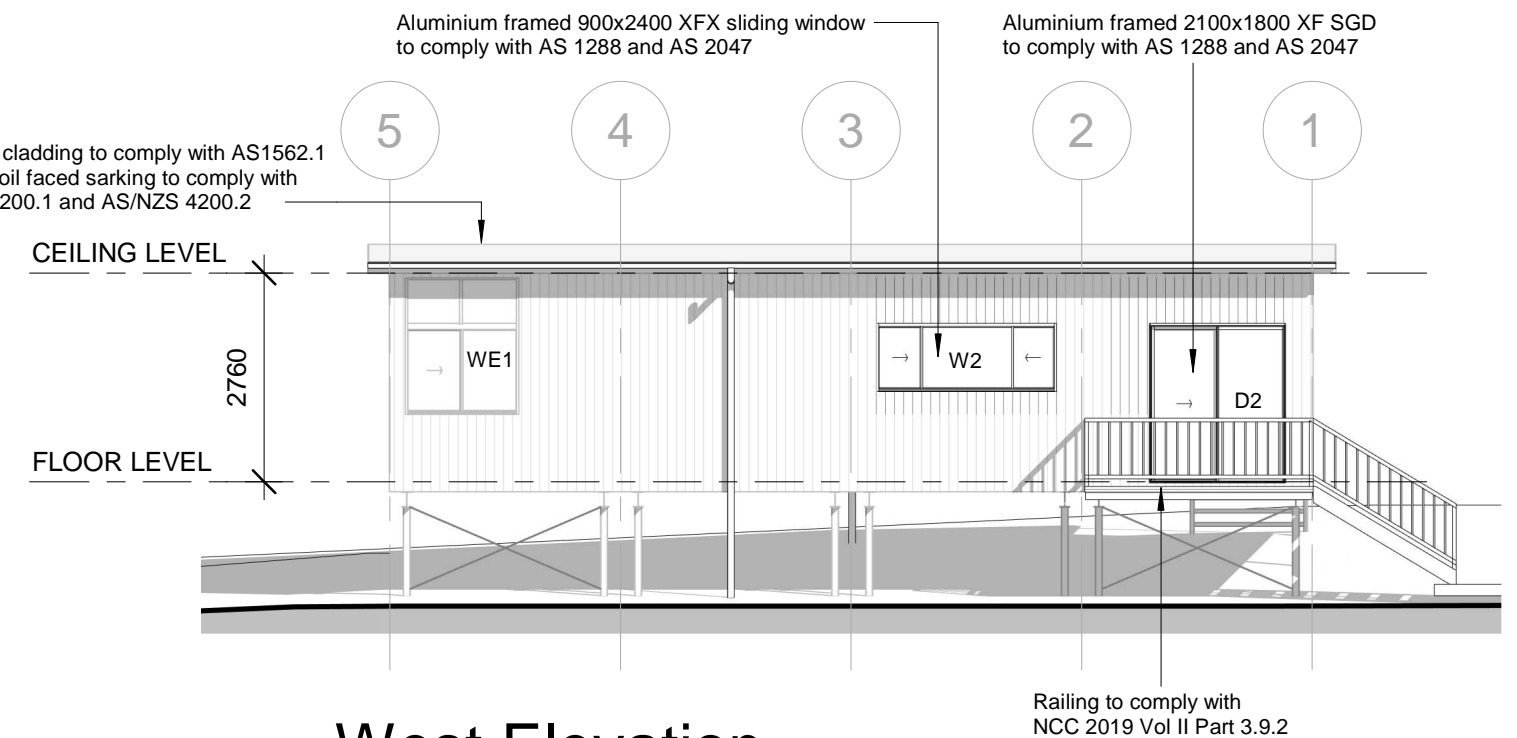 Aluminium framed 900x2400 XFX sliding window
to comply with AS 1288 and AS 2047
Aluminium framed 2100x1800 XF SGD
to comply with AS 1288 and AS 2047
5
4
3
2
1
cladding to comply with AS1562.1
oil faced sarking to comply with
200.1 and AS/NZS 4200.2
CEILING LEVEL
2760
WE1
W2
D2
FLOOR LEVEL
Railing to comply with
NCC 2019 Vol II Part 3.9.2
West Elevation